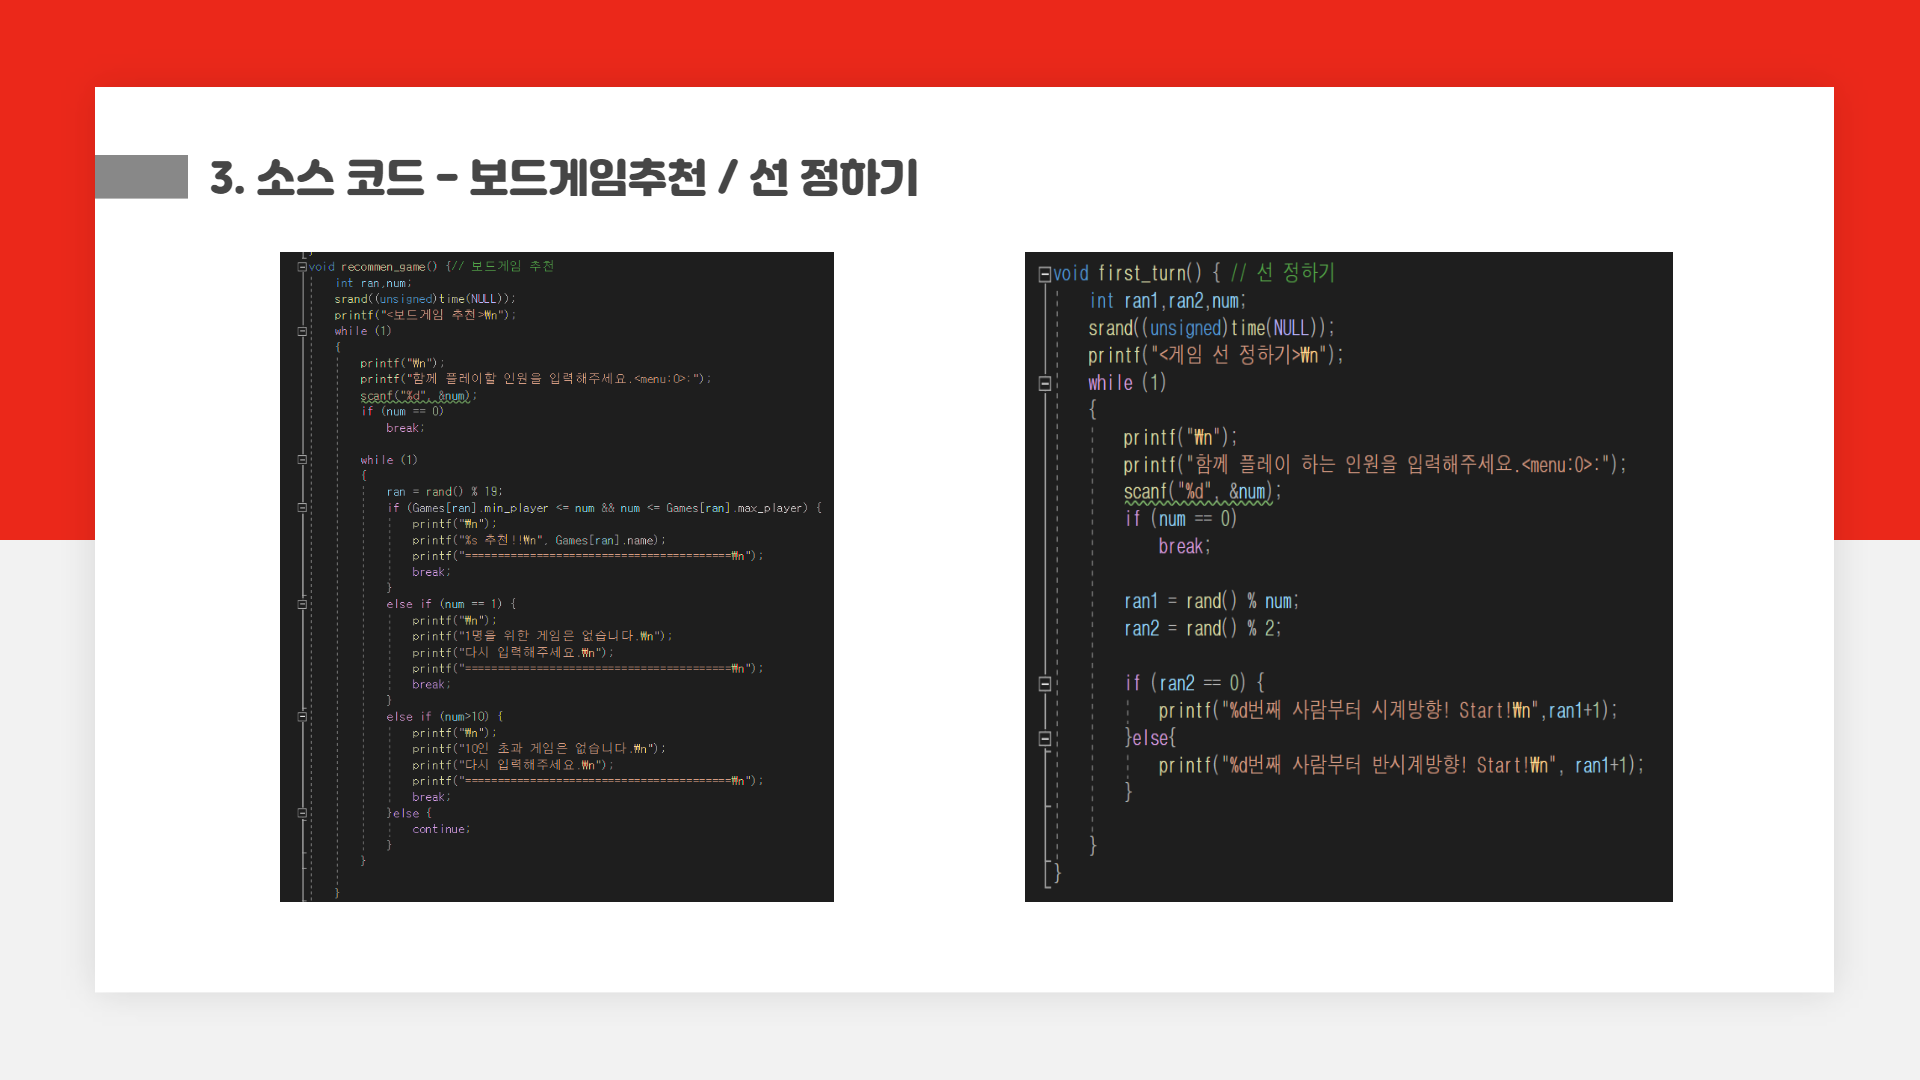 3. 소스 코드 - 보드게임추천 / 선 정하기
void recommen_game() {// 보드게임 추천
int ran,num;
srand((unsigned)time(NULL));
printf("<보드게임 추천>₩n");
while (1)
{
printf("₩n");
printf("함께 플레이할 인원을 입력해주세요.<menu:0>:");
scanf("%d", &num);
if (num == 0)
break;
while (1)
{
ran = rand() % 19;
if (Games[ran].min_player <= num && num <= Games[ran].max_player) {
printf("₩n");
printf("%s 추천!!₩n", Games[ran].name);
printf("=========================================₩n");
break;
}
else if (num == 1) {
printf("₩n");
printf("1명을 위한 게임은 없습니다.₩n");
printf("다시 입력해주세요.₩n");
printf("=========================================₩n");
break;
}
else if (num>10) {
printf("₩n");
printf("10인 초과 게임은 없습니다.₩n");
printf("다시 입력해주세요.₩n");
printf("=========================================₩n");
break;
}else {
continue;
}
}
}
void first_turn() { // 선 정하기
int ran1,ran2,num;
srand((unsigned)time(NULL));
printf("<게임 선 정하기>₩n");
while (1)
{
printf("₩n");
printf("함께 플레이 하는 인원을 입력해주세요.<menu:0>:");
scanf("%d", &num);
if (num == 0)
break;
ran1 = rand() % num;
ran2 = rand() % 2;
if (ran2 == 0) {
printf("%d번째 사람부터 시계방향! Start!₩n",ran1+1);
}else{
printf("%d번째 사람부터 반시계방향! Start!₩n", ran1+1);
}
}
}